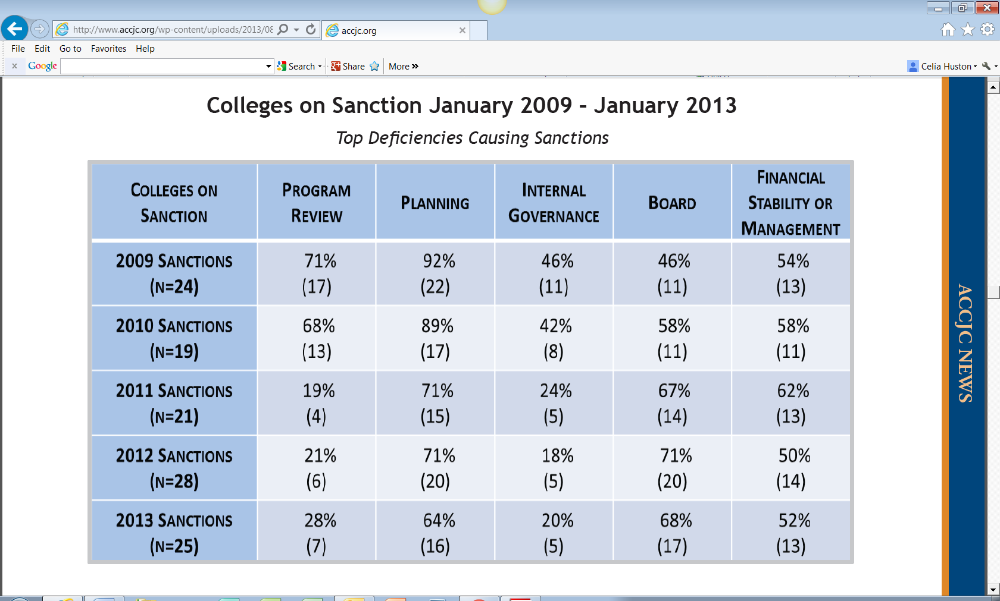 http://www.accjc.org/wp-content/uploads/2013/08
accjc.org
File Edit Go to Favorites Help
x Google Search Share More » Celia Huston
Colleges on Sanction January 2009 - January 2013
Top Deficiencies Causing Sanctions
COLLEGES ON
SANCTION
PROGRAM
REVIEW
PLANNING
INTERNAL
GOVERNANCE
BOARD
FINANCIAL
STABILITY OR
MANAGEMENT
2009 SANCTIONS 71% 92% 46% 46% 54%
(N=24) (17) (22) (11) (11) (13)
2010 SANCTIONS 68% 89% 42% 58% 58%
(N=19) (13) (17) (8) (11) (11)
2011 SANCTIONS 19% 71% 24% 67% 62%
(N=21) (4) (15) (5) (14) (13)
2012 SANCTIONS 21% 71% 18% 71% 50%
(N=28) (6) (20) (5) (20) (14)
2013 SANCTIONS 28% 64% 20% 68% 52%
(N=25) (7) (16) (5) (17) (13)
ACCJC NEWS